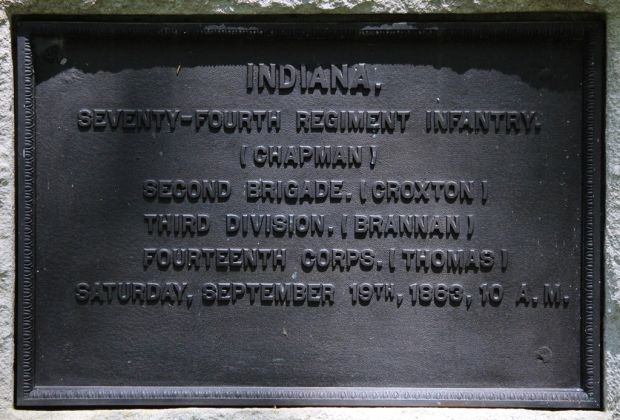 INDIANA.
SEVENTY-FOURTH REGIMENT INFANTRY.
(CHAPMAN)
SECOND BRIGADE. (CROXTON)
THIRD DIVISION. (BRANNAN)
FOURTEENTH CORPS. (THOMAS)
SATURDAY, SEPTEMBER 19TH, 1863, 10 A.M.